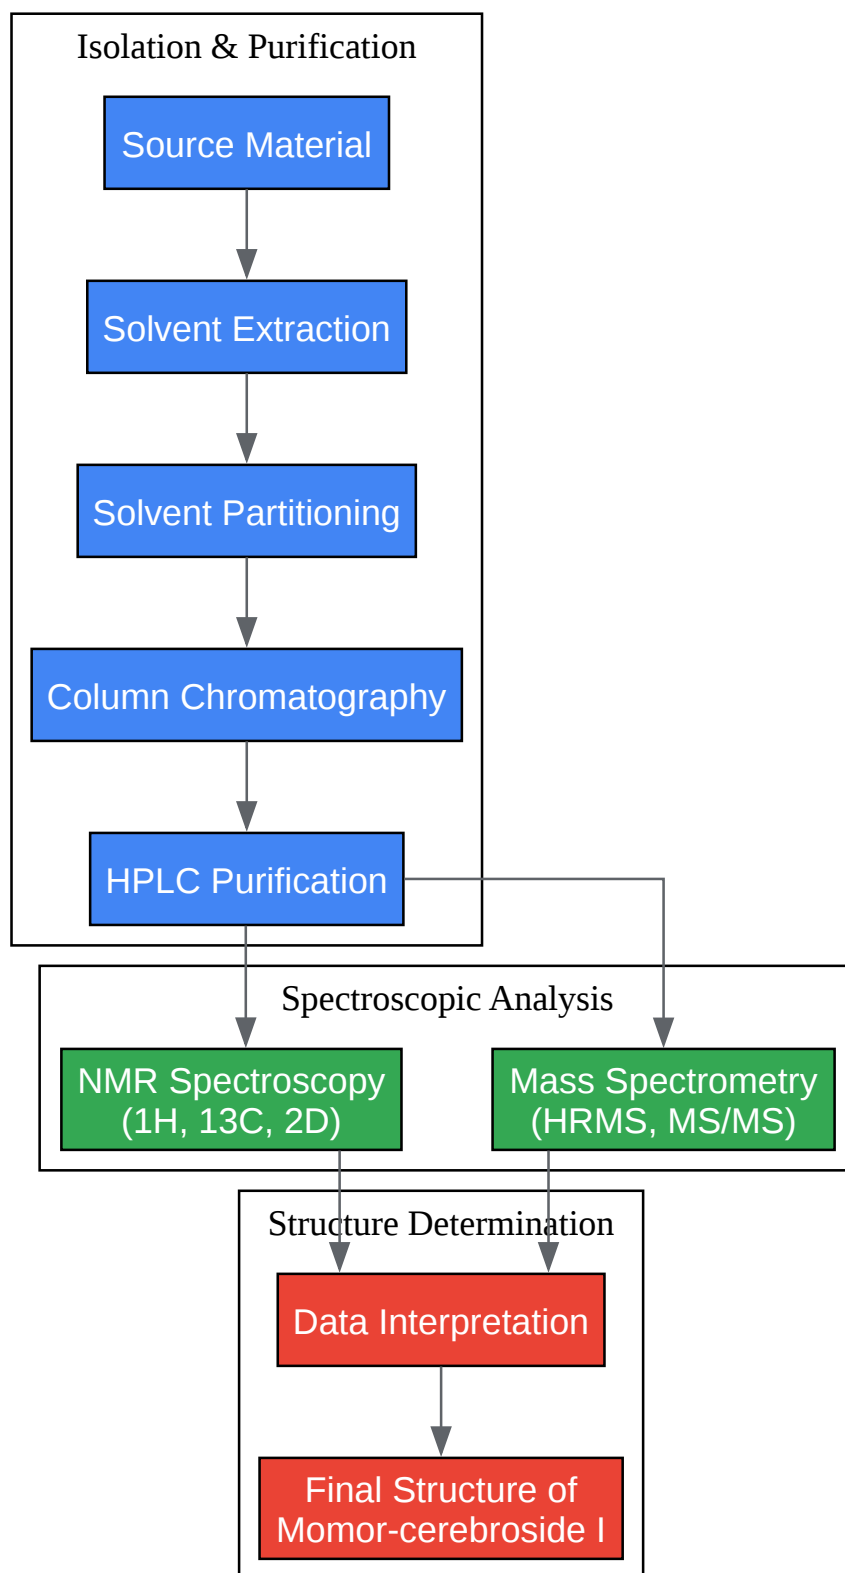 Isolation & Purification
Source Material
Solvent Extraction
Solvent Partitioning
Column Chromatography
HPLC Purification
Spectroscopic Analysis
NMR Spectroscopy
(1H, 13C, 2D)
Mass Spectrometry
(HRMS, MS/MS)
Structure Determination
Data Interpretation
Final Structure of
Momor-cerebroside I